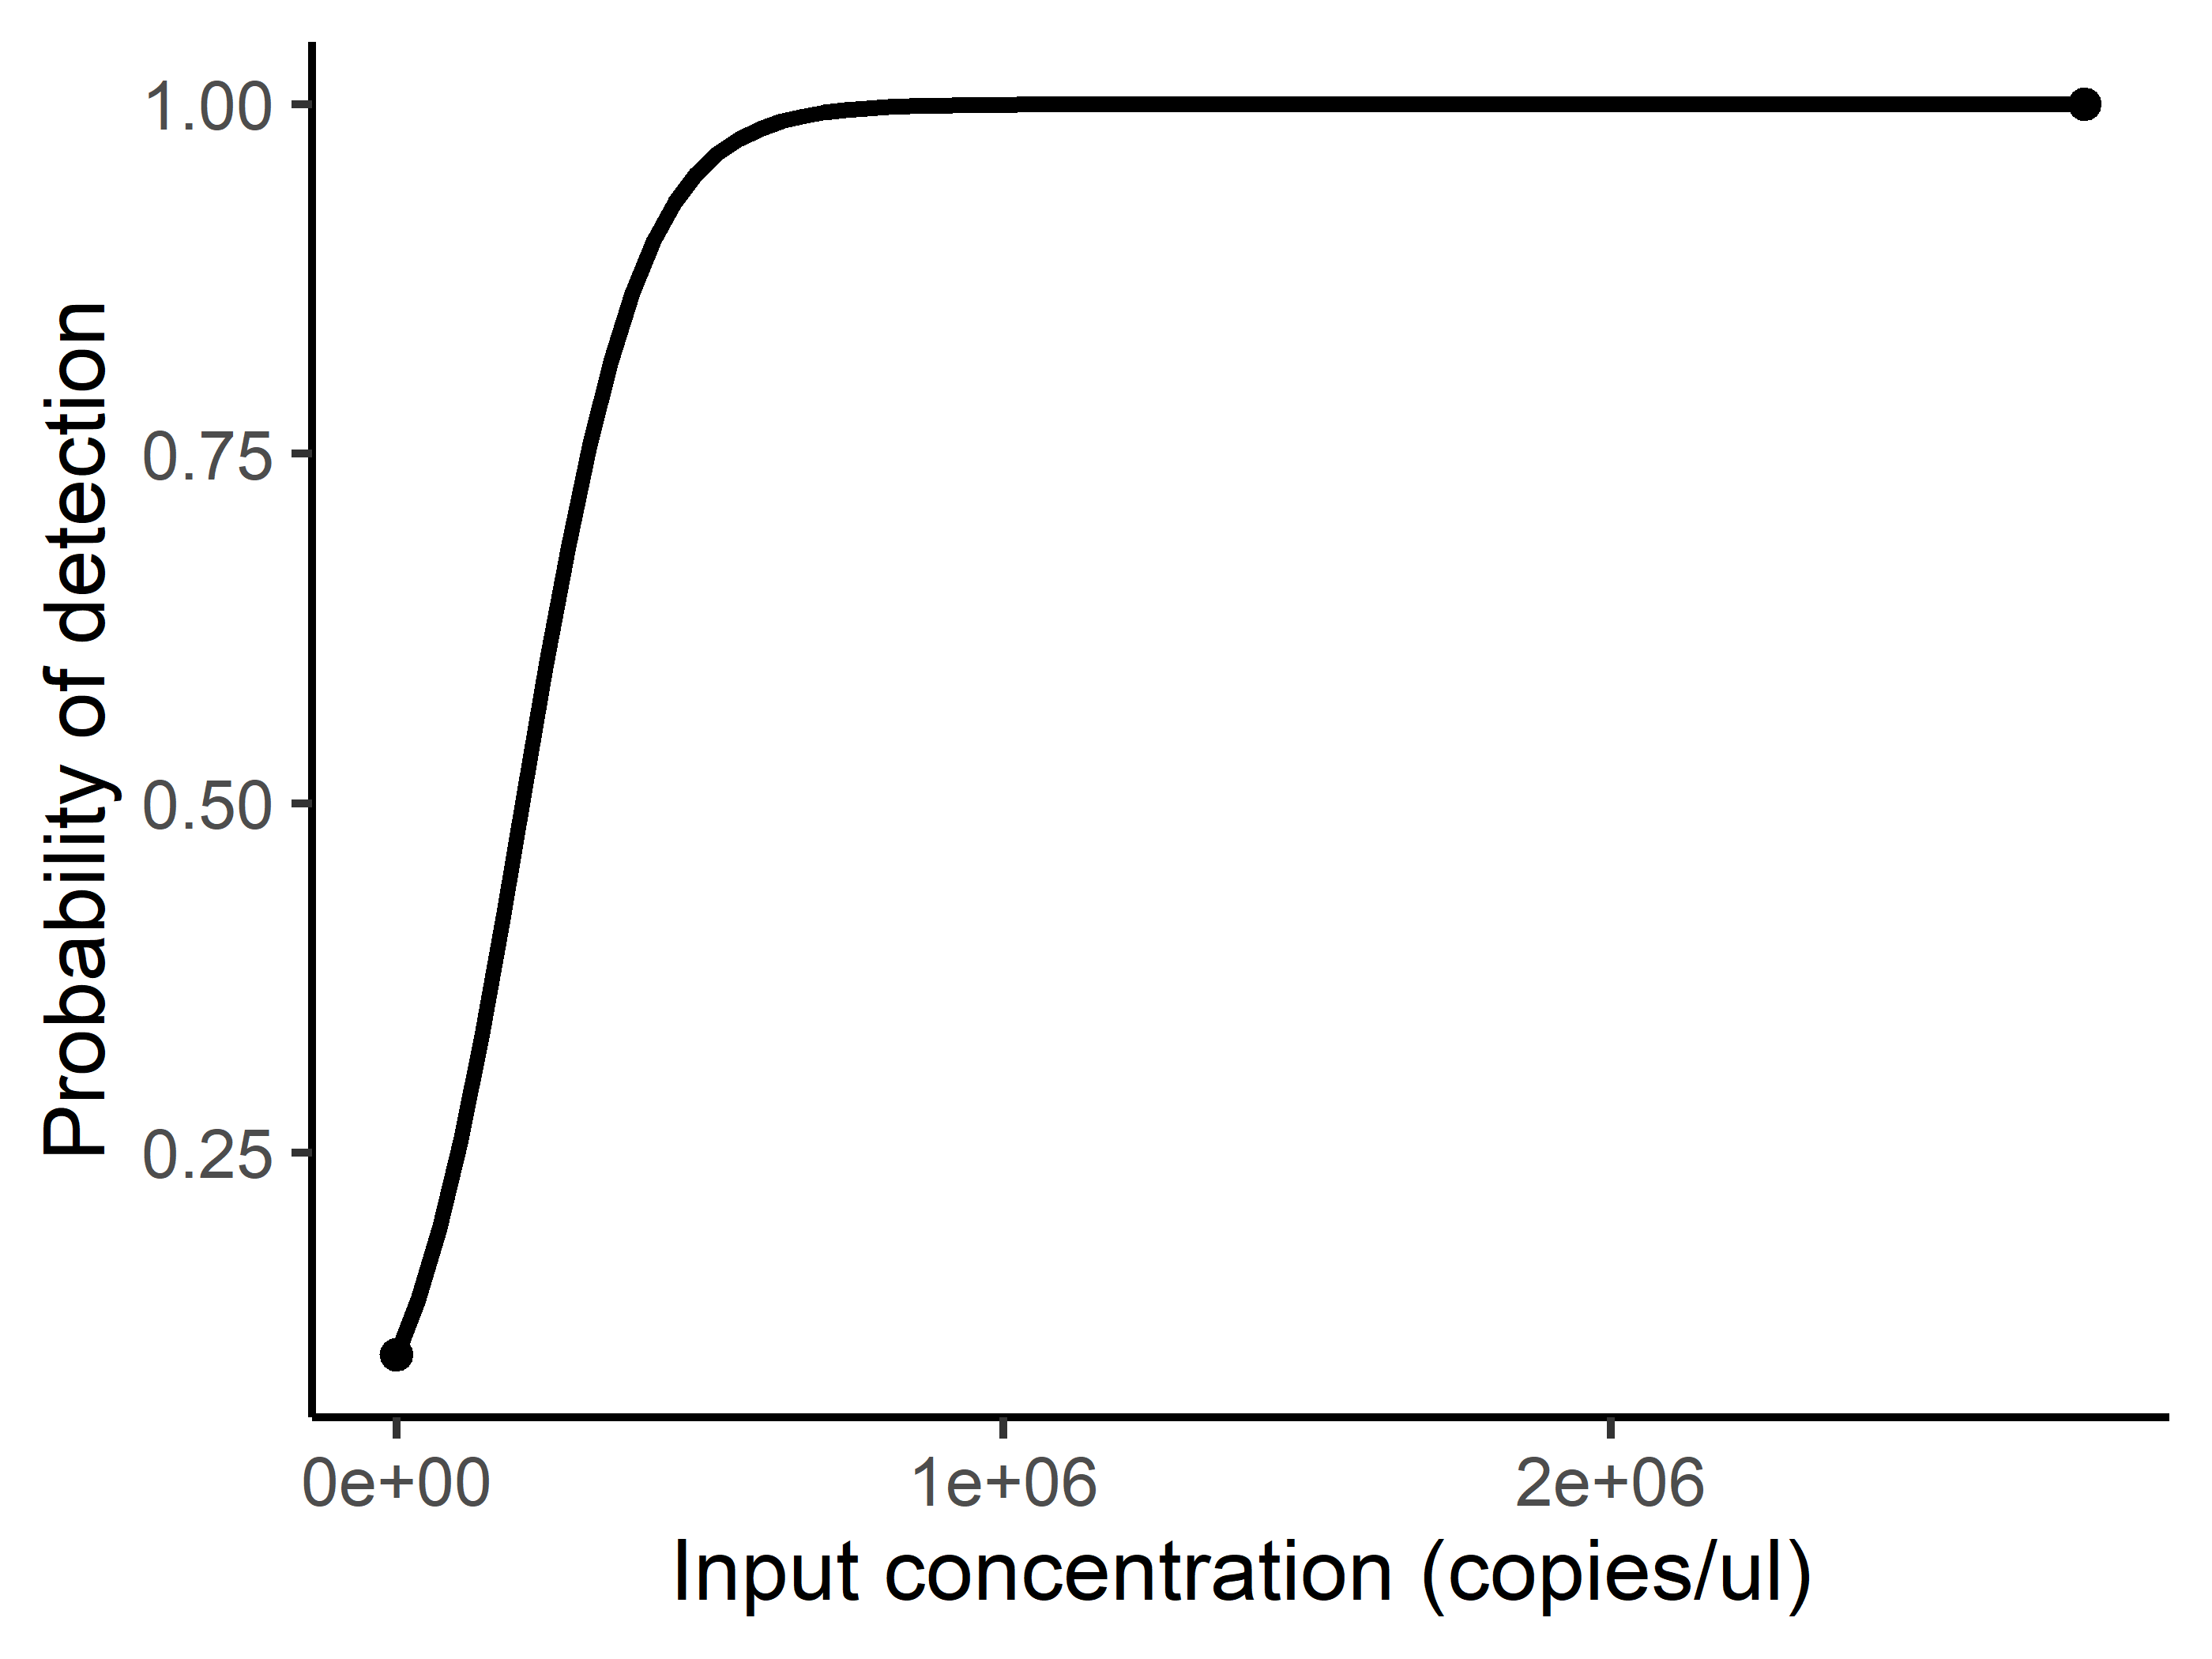 Probability of detection
1.00
0.75
0.50
0.25
0e+00
1e+06
2e+06
Input concentration (copies/ul)